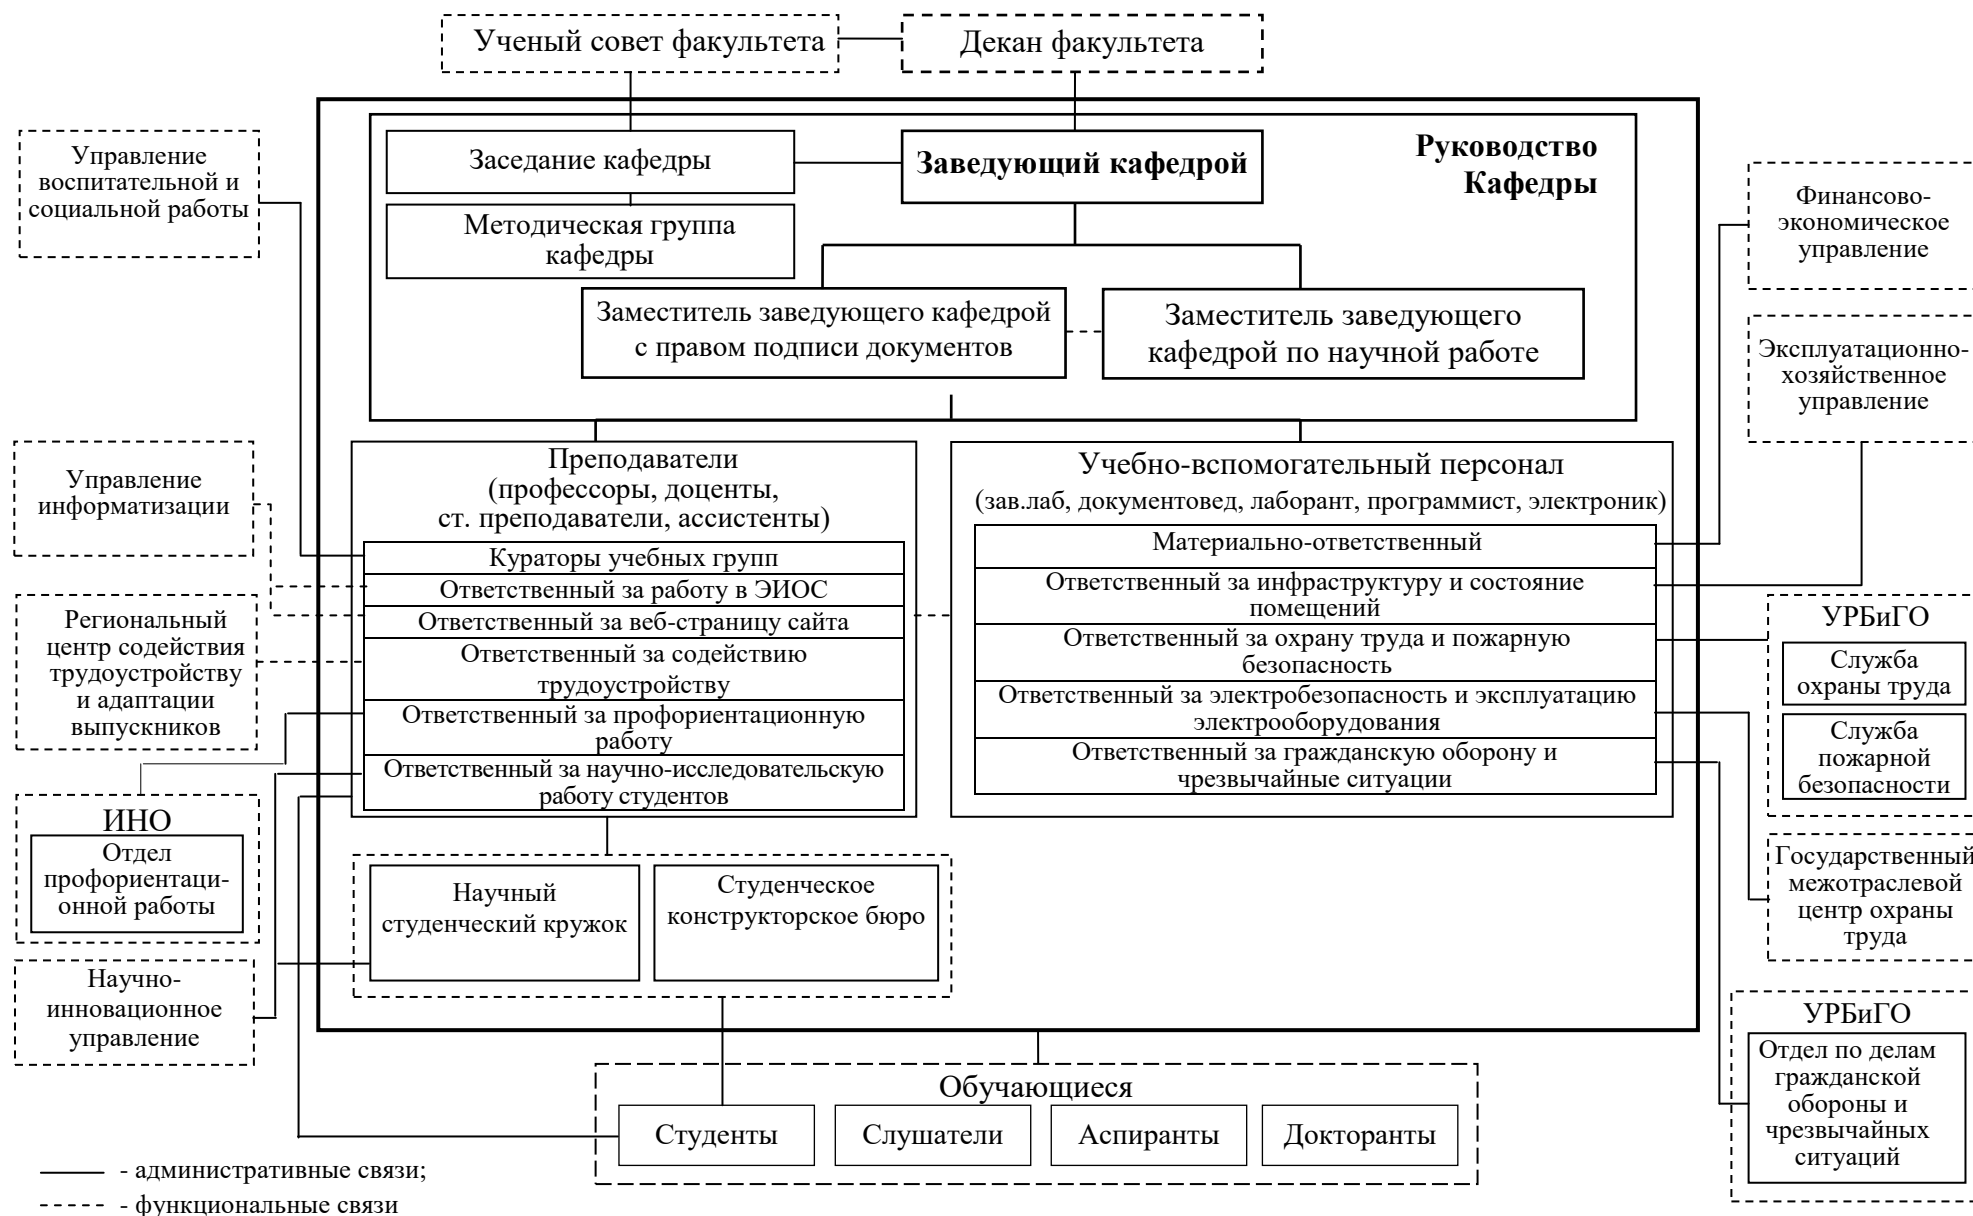 Ученый совет факультета
Декан факультета
Управление
воспитательной и
социальной работы
Заседание кафедры
Заведующий кафедрой
Руководство
Кафедры
Методическая группа
кафедры
Финансово-
экономическое
управление
Заместитель заведующего кафедрой
с правом подписи документов
Заместитель заведующего
кафедрой по научной работе
Эксплуатационно-
хозяйственное
управление
Управление
информатизации
Преподаватели
(профессоры, доценты,
ст. преподаватели, ассистенты)
Кураторы учебных групп
Ответственный за работу в ЭИОС
Ответственный за веб-страницу сайта
Ответственный за содействию
трудоустройству
Ответственный за профориентационную
работу
Ответственный за научно-исследовательскую
работу студентов
Учебно-вспомогательный персонал
(зав.лаб, документовед, лаборант, программист, электроник)
Материально-ответственный
Ответственный за инфраструктуру и состояние
помещений
Ответственный за охрану труда и пожарную
безопасность
Ответственный за электробезопасность и эксплуатацию
электрооборудования
Ответственный за гражданскую оборону и
чрезвычайные ситуации
Региональный
центр содействия
трудоустройству
и адаптации
выпускников
УРБиГО
Служба
охраны труда
Служба
пожарной
безопасности
ИНО
Отдел
профориентаци-
онной работы
Научный
студенческий кружок
Студенческое
конструкторское бюро
Государственный
межотраслевой
центр охраны
труда
Научно-
инновационное
управление
УРБиГО
Отдел по делам
гражданской
обороны и
чрезвычайных
ситуаций
Обучающиеся
Студенты
Слушатели
Аспиранты
Докторанты
- административные связи;
- функциональные связи